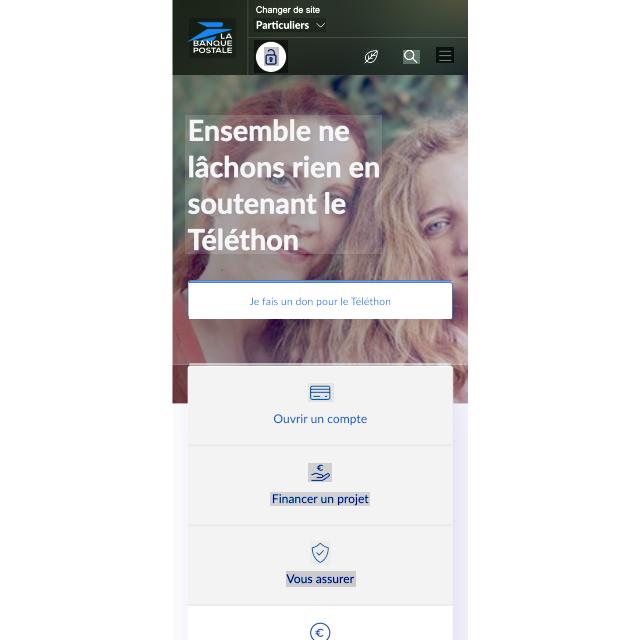 Changer de site
Particuliers
LA
BANQUE
POSTALE
Ensemble ne
lâchons rien en
soutenant le
Téléthon
Je fais un don pour le Téléthon
Ouvrir un compte
Financer un projet
Vous assurer